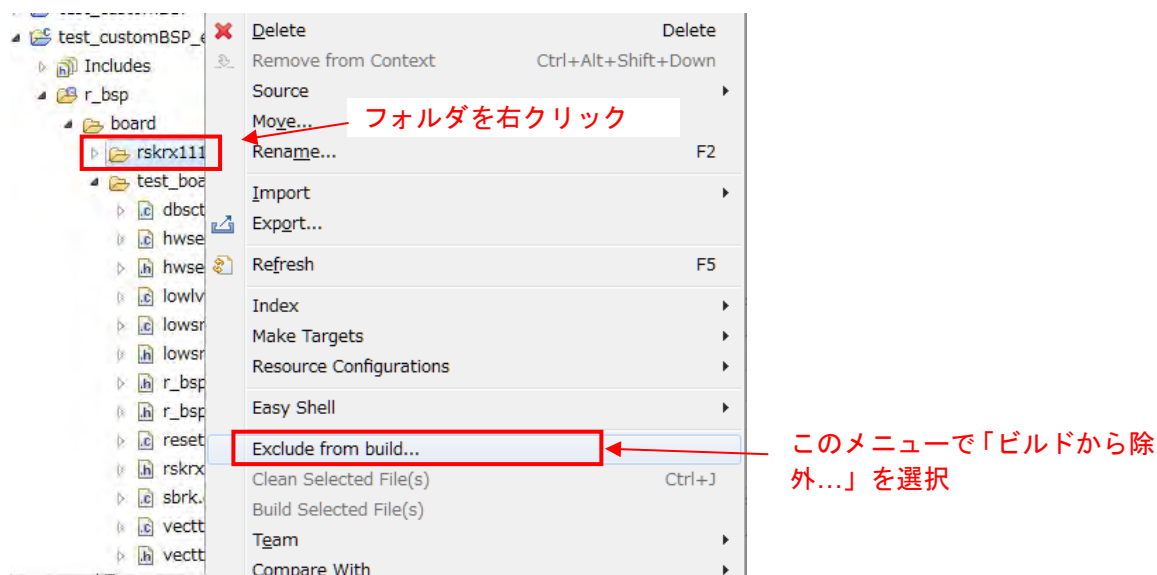 test_customBSP_e
Includes
r_bsp
board
rskrx111
test_boa
dbsct
hwse
hwse
lowlv
lowsr
lowsr
r_bsp
r_bsp
reset
rskrx
sbrk.
vectt
vectt
Delete Delete
Remove from Context Ctrl+Alt+Shift+Down
Source
Move...
Rename... F2
Import
Export...
Refresh F5
Index
Make Targets
Resource Configurations
Easy Shell
Exclude from build...
Clean Selected File(s) Ctrl+J
Build Selected File(s)
Team
Compare With
フォルダを右クリック
このメニューで「ビルドから除
外...」を選択